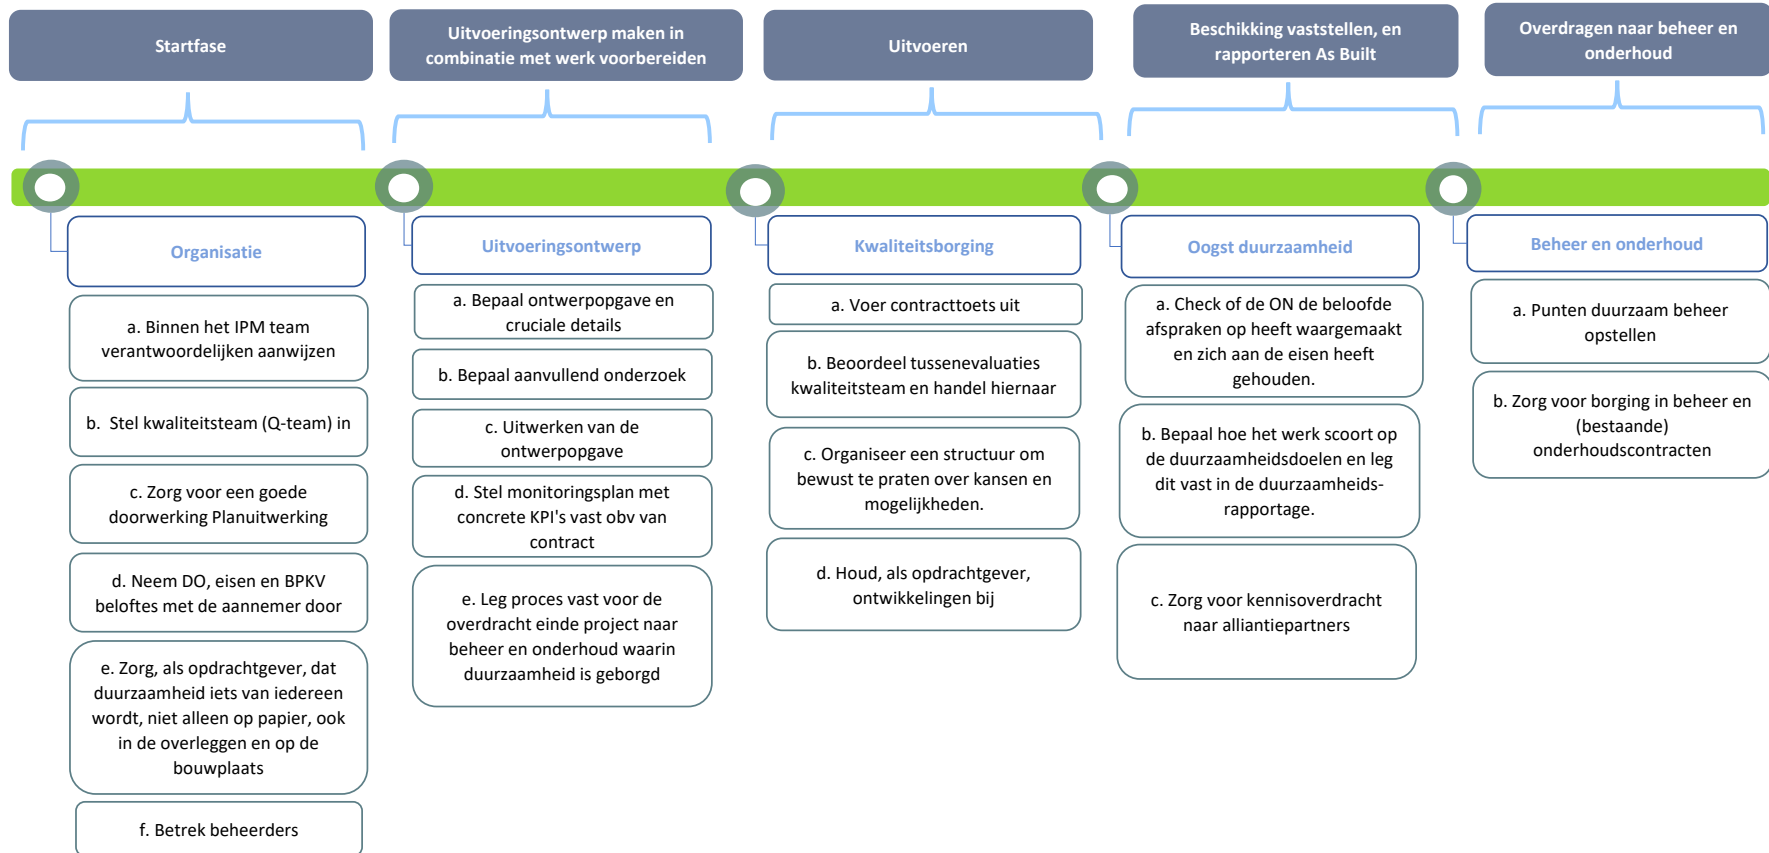 Startfase
Uitvoeringsontwerp maken in
combinatie met werk voorbereiden
Uitvoeren
Beschikking vaststellen, en
rapporteren As Built
Overdragen naar beheer en
onderhoud
Organisatie
a. Binnen het IPM team
verantwoordelijken aanwijzen
b. Stel kwaliteitsteam (Q-team) in
c. Zorg voor een goede
doorwerking Planuitwerking
d. Neem DO, eisen en BPKV
beloftes met de aannemer door
e. Zorg, als opdrachtgever, dat
duurzaamheid iets van iedereen
wordt, niet alleen op papier, ook
in de overleggen en op de
bouwplaats
f. Betrek beheerders
Uitvoeringsontwerp
a. Bepaal ontwerpopgave en
cruciale details
b. Bepaal aanvullend onderzoek
c. Uitwerken van de
ontwerpopgave
d. Stel monitoringsplan met
concrete KPI's vast obv van
contract
e. Leg proces vast voor de
overdracht einde project naar
beheer en onderhoud waarin
duurzaamheid is geborgd
Kwaliteitsborging
a. Voer contracttoets uit
b. Beoordeel tussenevaluaties
kwaliteitsteam en handel hiernaar
c. Organiseer een structuur om
bewust te praten over kansen en
mogelijkheden.
d. Houd, als opdrachtgever,
ontwikkelingen bij
Oogst duurzaamheid
a. Check of de ON de beloofde
afspraken op heeft waargemaakt
en zich aan de eisen heeft
gehouden.
b. Bepaal hoe het werk scoort op
de duurzaamheidsdoelen en leg
dit vast in de duurzaamheids-
rapportage.
c. Zorg voor kennisoverdracht
naar alliantiepartners
Beheer en onderhoud
a. Punten duurzaam beheer
opstellen
b. Zorg voor borging in beheer en
(bestaande)
onderhoudscontracten